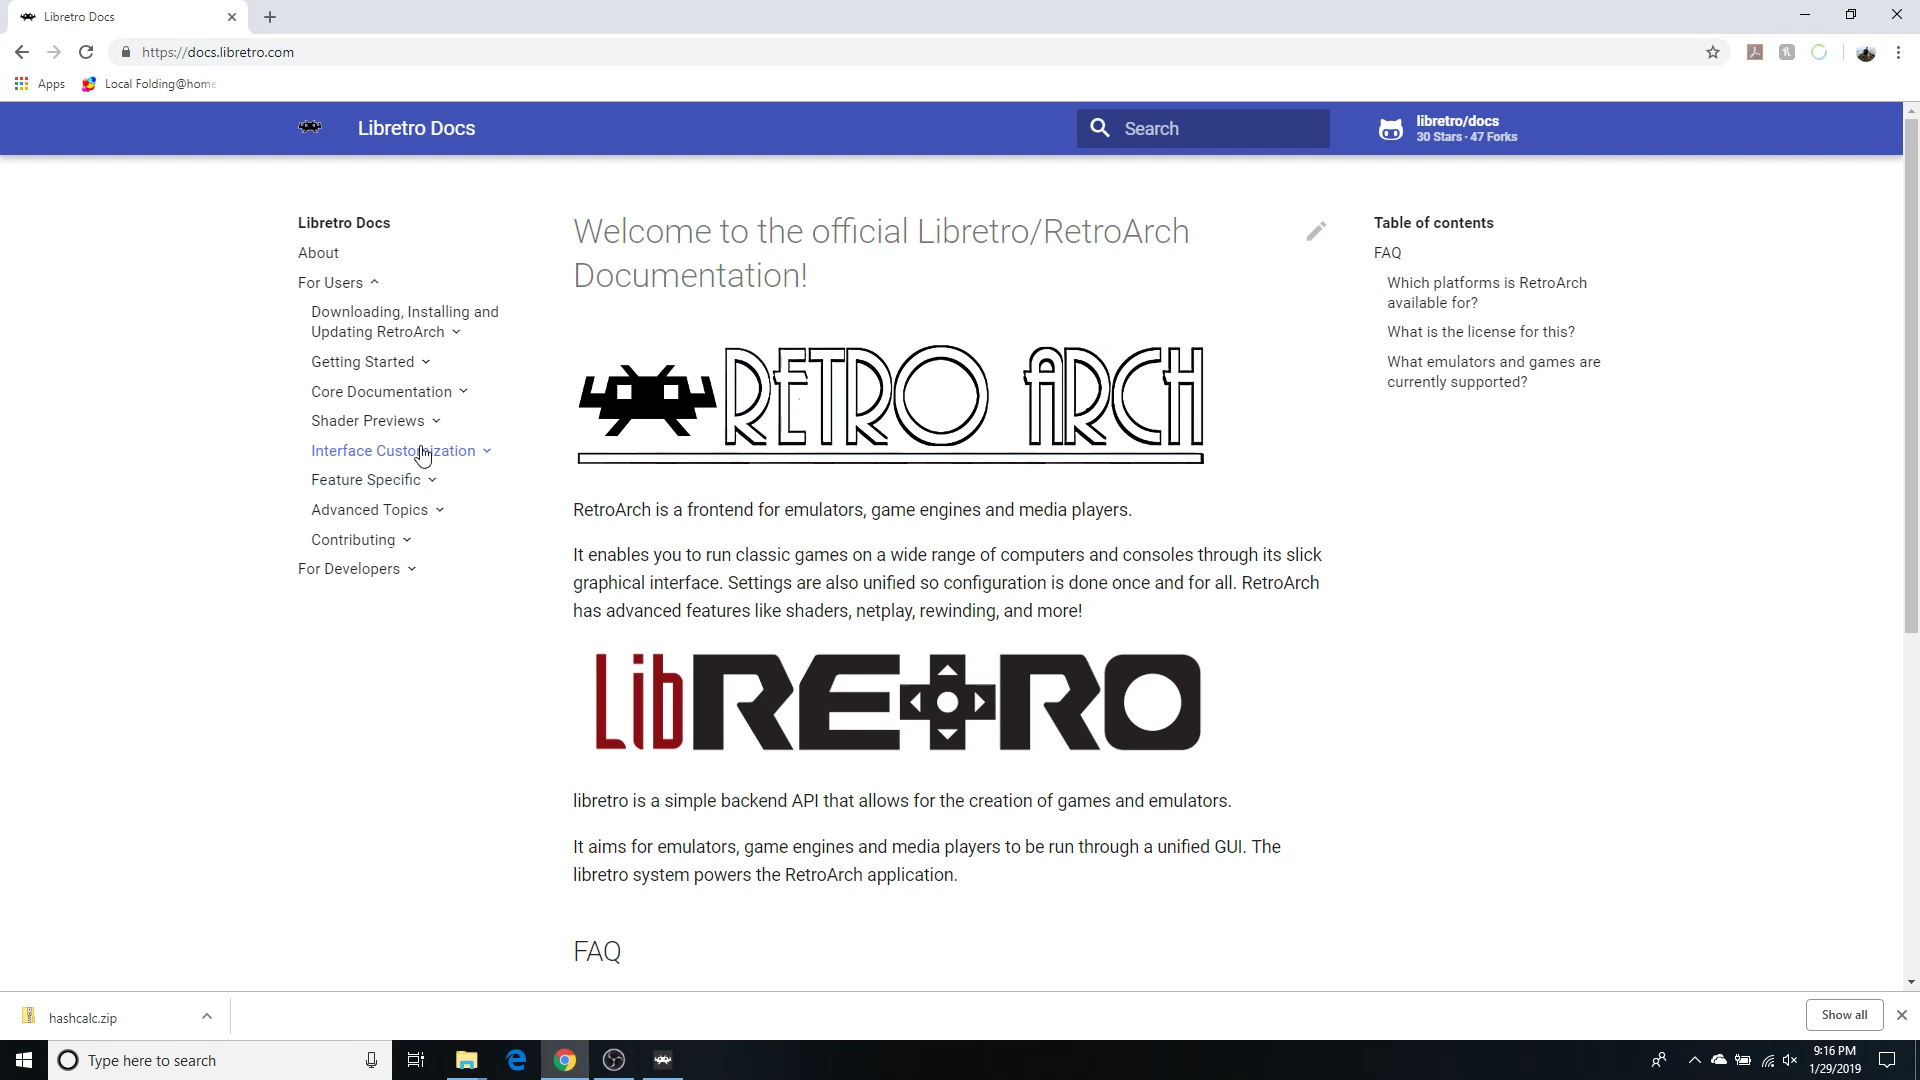 Libretro Docs
https://docs.libretro.com
Apps
Local Folding@home
Libretro Docs
Search
libretro/docs
30 Stars · 47 Forks
Libretro Docs
About
For Users
Downloading, Installing and
Updating RetroArch
Getting Started
Core Documentation
Shader Previews
Interface Customization
Feature Specific
Advanced Topics
Contributing
For Developers
Welcome to the official Libretro/RetroArch
Documentation!
RETRO ARCH
RetroArch is a frontend for emulators, game engines and media players.
It enables you to run classic games on a wide range of computers and consoles through its slick
graphical interface. Settings are also unified so configuration is done once and for all. RetroArch
has advanced features like shaders, netplay, rewinding, and more!
LibRETRO
libretro is a simple backend API that allows for the creation of games and emulators.
It aims for emulators, game engines and media players to be run through a unified GUI. The
libretro system powers the RetroArch application.
FAQ
Table of contents
FAQ
Which platforms is RetroArch
available for?
What is the license for this?
What emulators and games are
currently supported?
hashcalc.zip
Show all
Type here to search
9:16 PM
1/29/2019